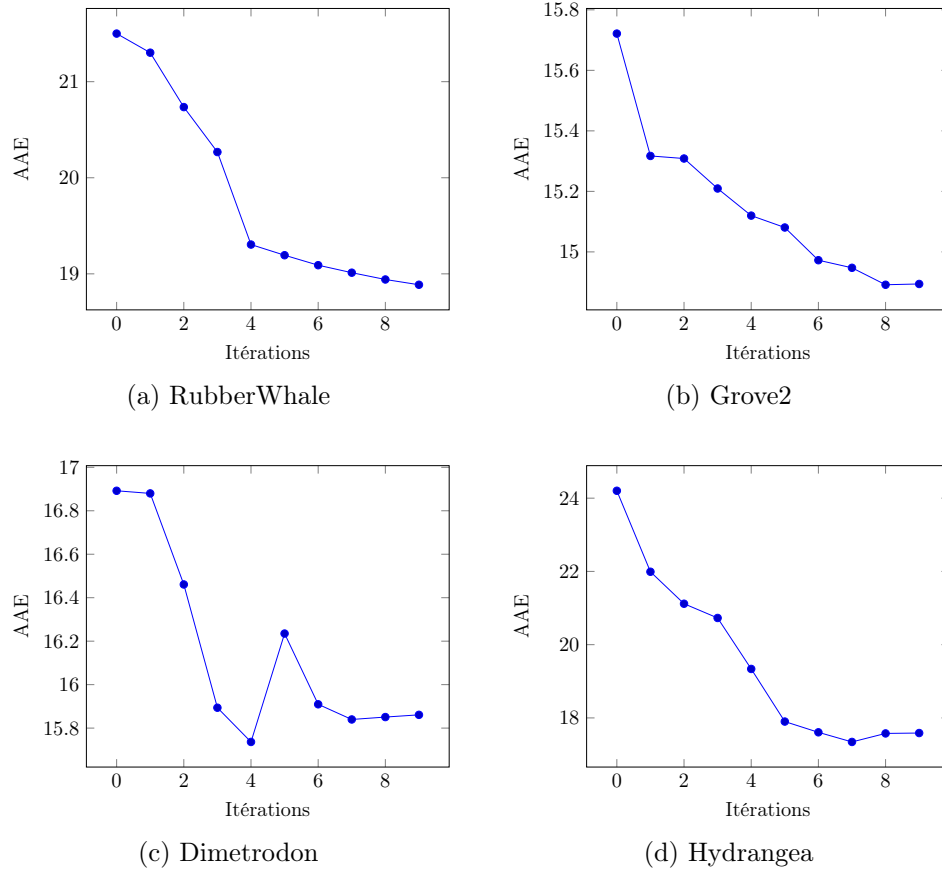 21
20
19
AAE
0 2 4 6 8
Itérations
(a) RubberWhale
15.8
15.6
15.4
15.2
15
AAE
0 2 4 6 8
Itérations
(b) Grove2
17
16.8
16.6
16.4
16.2
16
15.8
AAE
0 2 4 6 8
Itérations
(c) Dimetrodon
24
22
20
18
AAE
0 2 4 6 8
Itérations
(d) Hydrangea